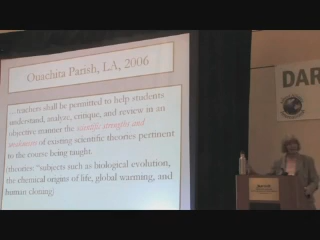 Ouachita Parish, LA, 2006
…teachers shall be permitted to help students
understand, analyze, critique, and review in an
objective manner the scientific strengths and
weaknesses of existing scientific theories pertinent
to the course being taught.
(theories: "subjects such as biological evolution,
the chemical origins of life, global warming, and
human cloning)
DAR